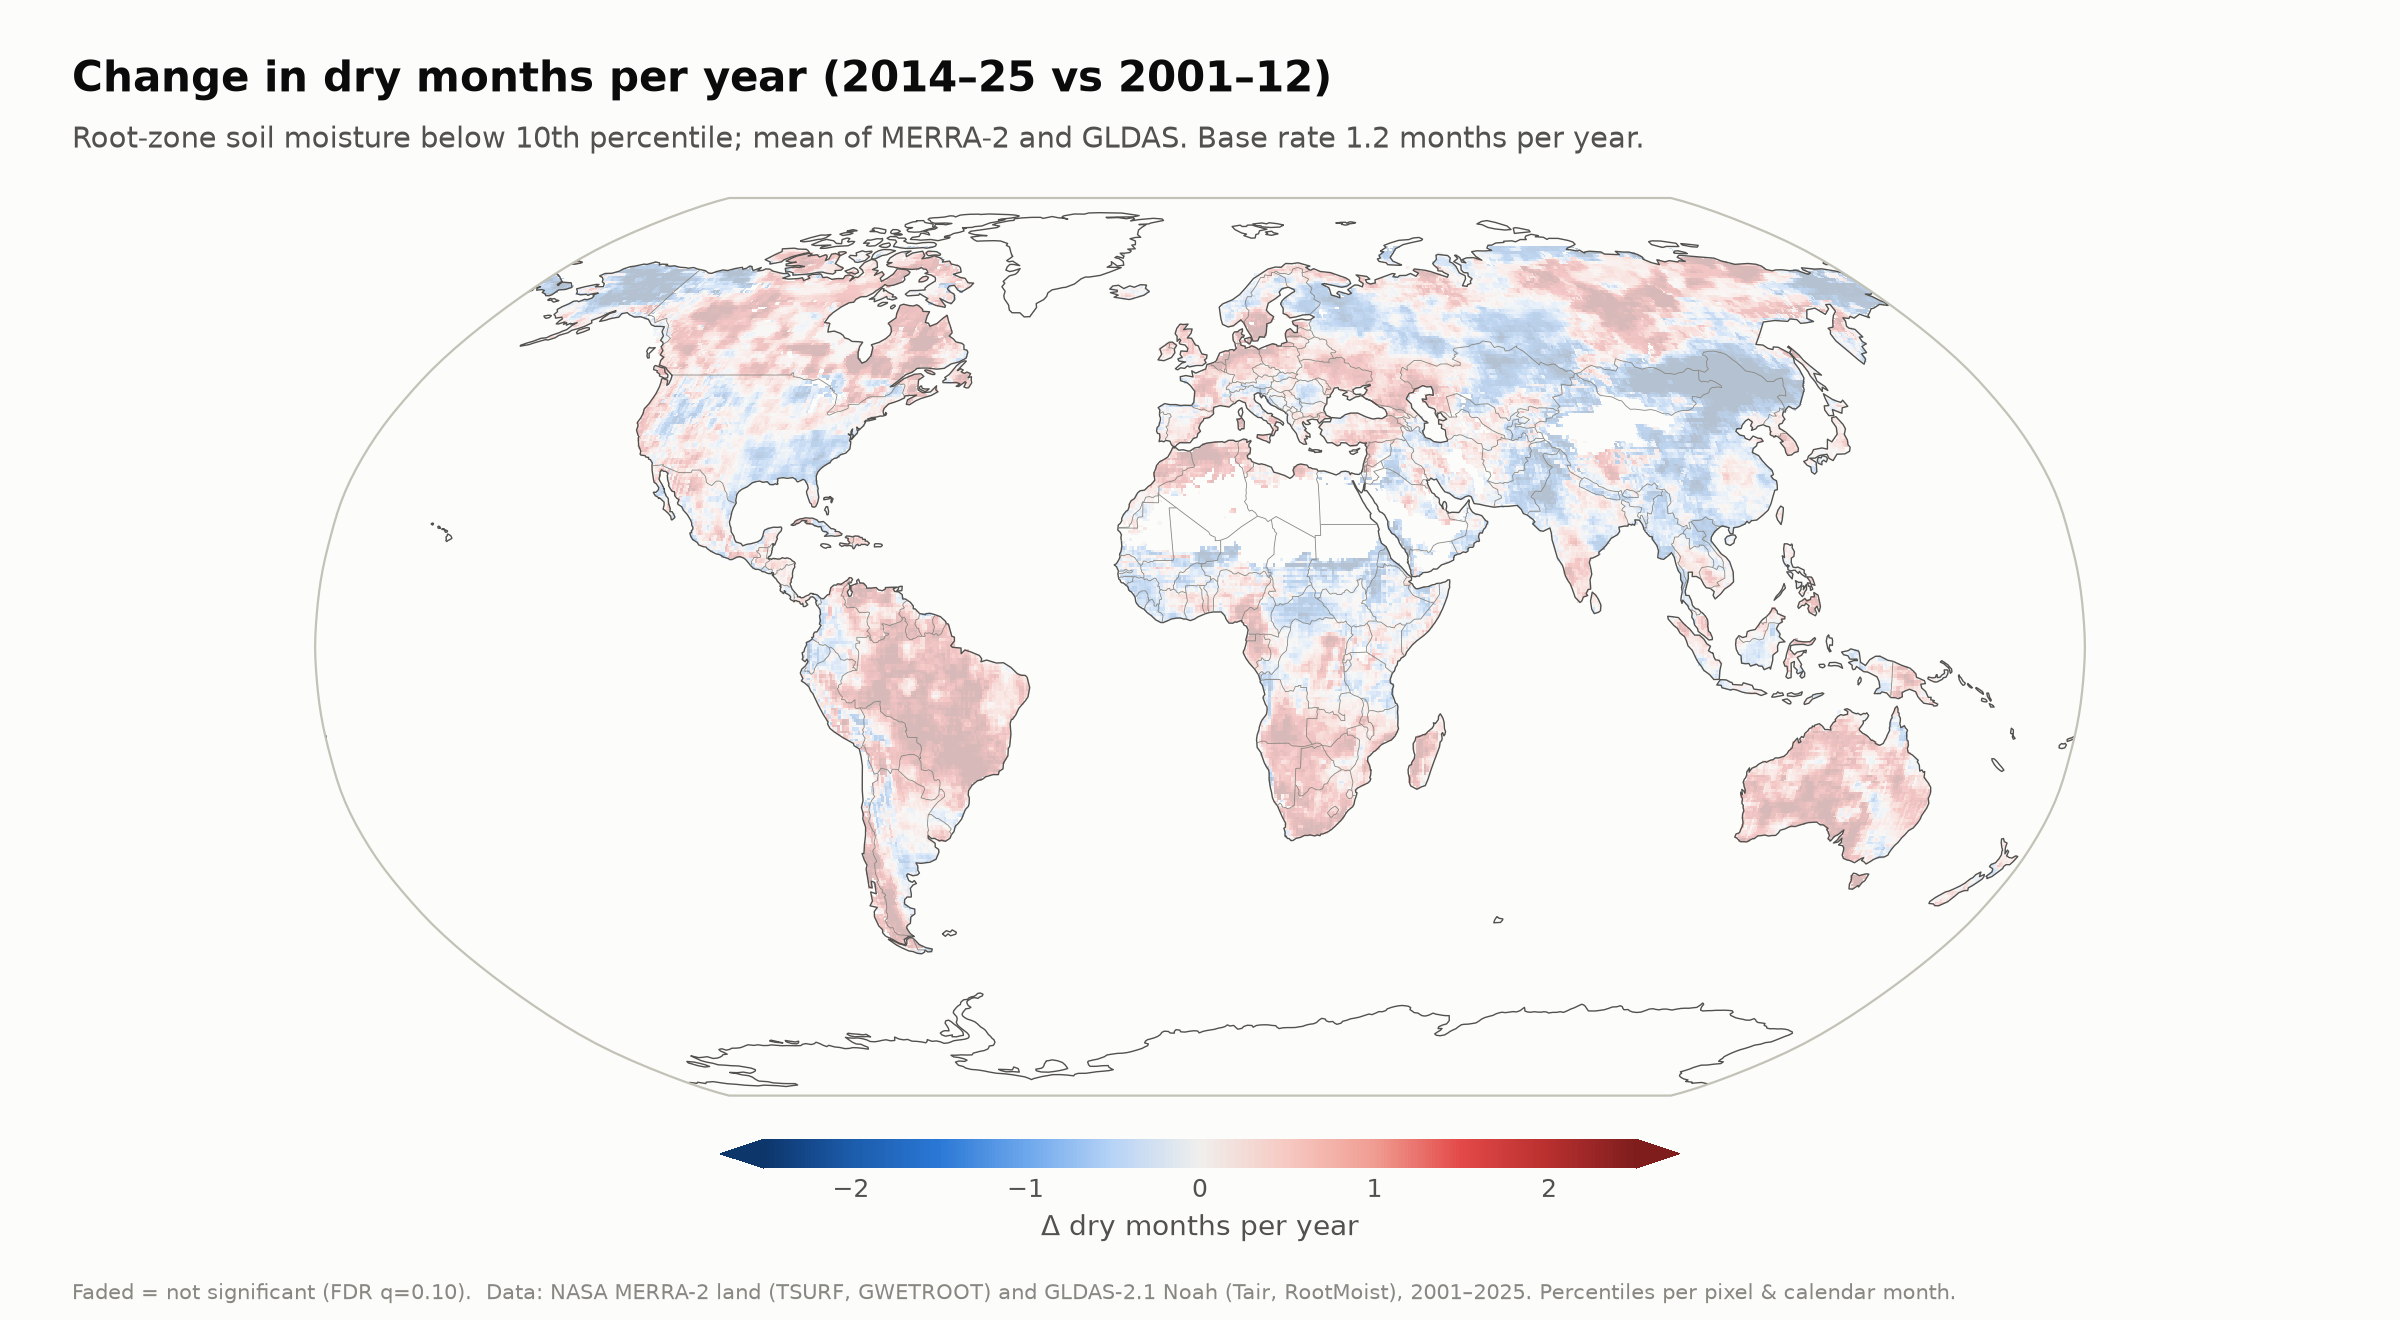 Change in dry months per year (2014–25 vs 2001–12)
Root-zone soil moisture below 10th percentile; mean of MERRA-2 and GLDAS. Base rate 1.2 months per year.
−2 −1 0 1 2
Δ dry months per year
Faded = not significant (FDR q=0.10).  Data: NASA MERRA-2 land (TSURF, GWETROOT) and GLDAS-2.1 Noah (Tair, RootMoist), 2001–2025. Percentiles per pixel & calendar month.